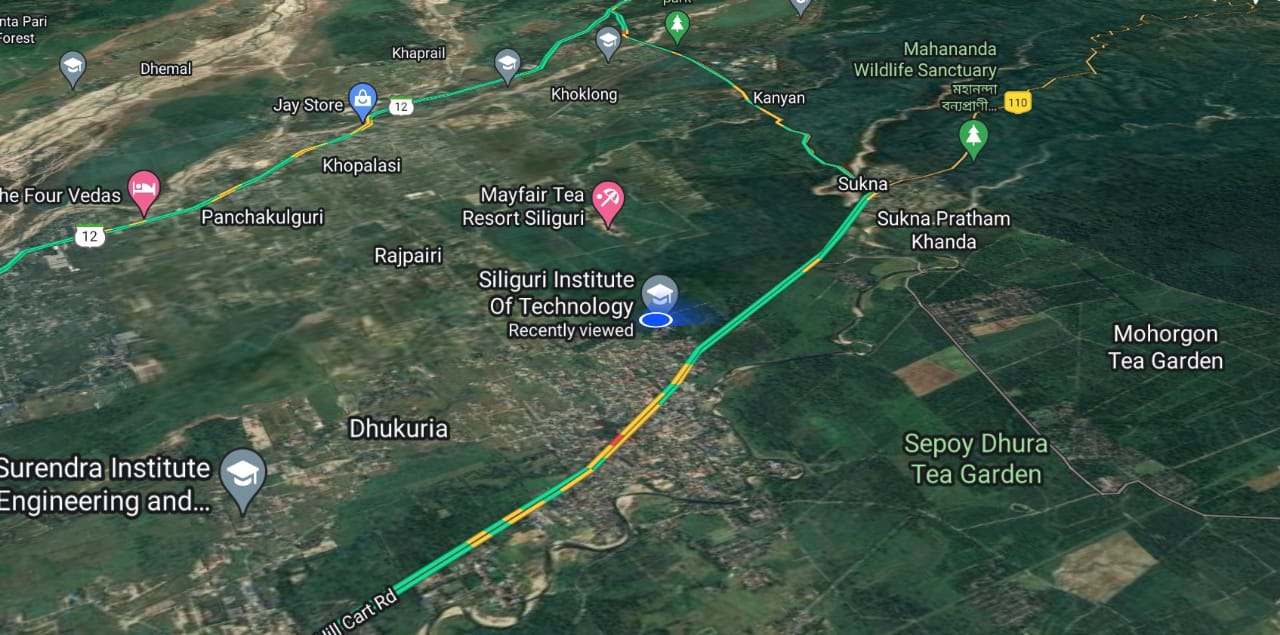 nta Pari
Forest
Dhemal
Khaprail
park
Jay Store
12
Khoklong
Kanyan
Mahananda
Wildlife Sanctuary
মহানন্দা
বন্যপ্রাণী...
110
Khopalasi
he Four Vedas
Panchakulguri
12
Mayfair Tea
Resort Siliguri
Sukna
Sukna Pratham
Khanda
Rajpairi
Siliguri Institute
Of Technology
Recently viewed
Mohorgon
Tea Garden
Dhukuria
Sepoy Dhura
Tea Garden
Surendra Institute
Engineering and...
Hill Cart Rd